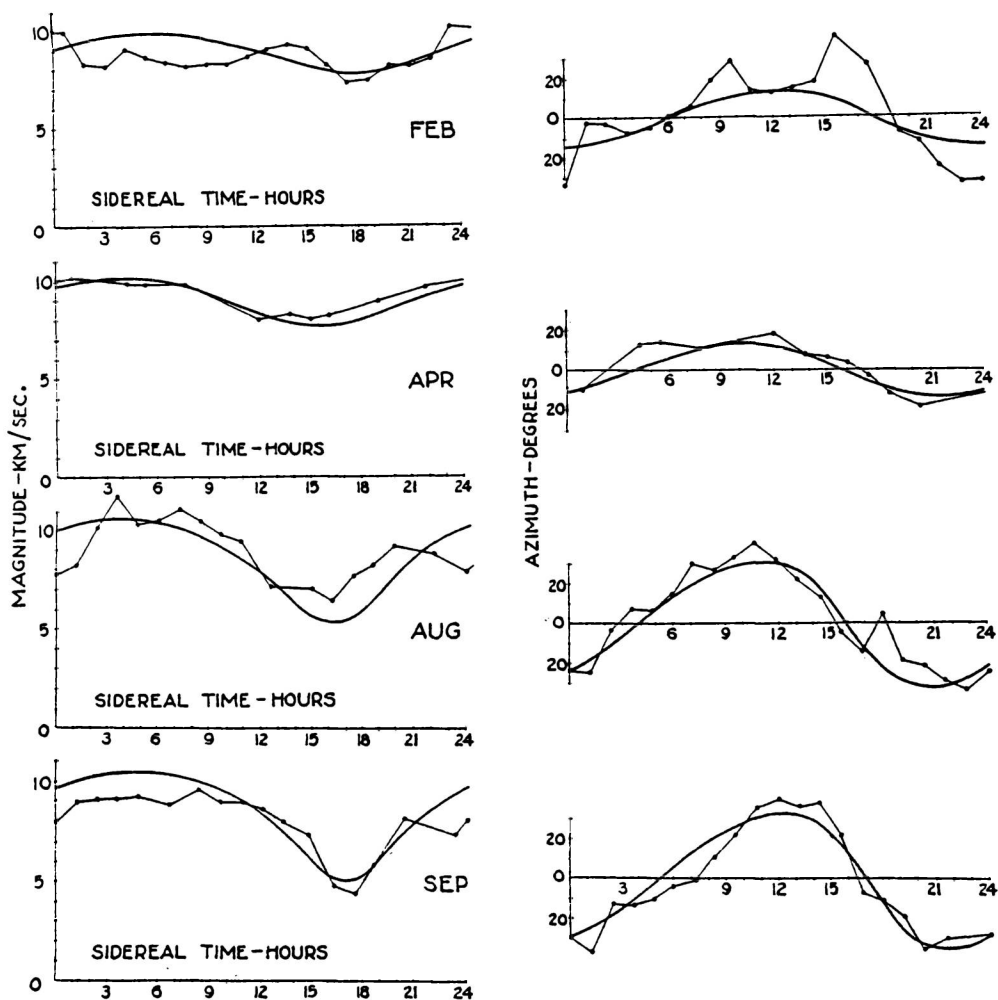 MAGNITUDE-KM/SEC.
10
5
0
FEB
SIDEREAL TIME-HOURS
3 6 9 12 15 18 21 24
10
5
0
APR
SIDEREAL TIME-HOURS
3 6 9 12 15 18 21 24
10
5
0
AUG
SIDEREAL TIME-HOURS
3 6 9 12 15 18 21 24
10
5
0
SEP
SIDEREAL TIME-HOURS
3 6 9 12 15 18 21 24
AZIMUTH-DEGREES
20
0
20
6 9 12 15 21 24
20
0
20
6 9 12 15 21 24
20
0
20
6 9 12 15 21 24
20
0
20
3 9 12 15 21 24